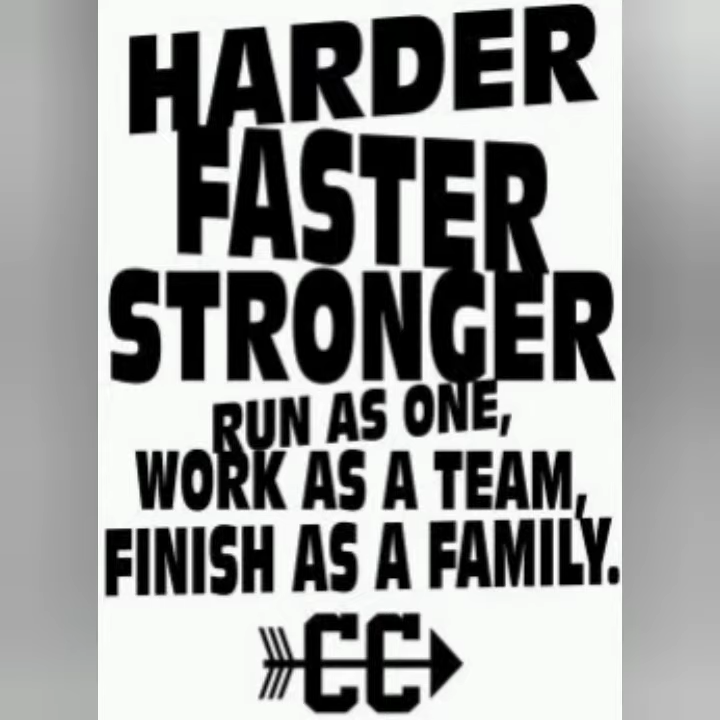 HARDER
FASTER
STRONGER
RUN AS ONE,
WORK AS A TEAM,
FINISH AS A FAMILY.
CC